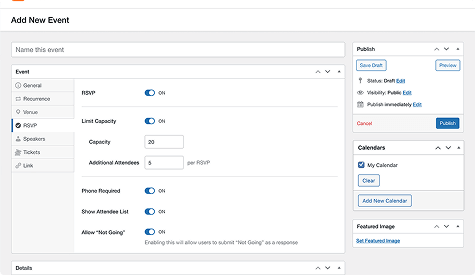 Add New Event
Name this event
Event
General
Recurrence
Venue
RSVP
Speakers
Tickets
Link
RSVP
ON
Limit Capacity
ON
Capacity
20
Additional Attendees
5
per RSVP
Phone Required
ON
Show Attendee List
ON
Allow "Not Going"
ON
Enabling this will allow users to submit "Not Going" as a response
Details
Publish
Save Draft
Preview
Status: Draft Edit
Visibility: Public Edit
Publish immediately Edit
Cancel
Publish
Calendars
My Calendar
Clear
Add New Calendar
Featured Image
Set Featured Image